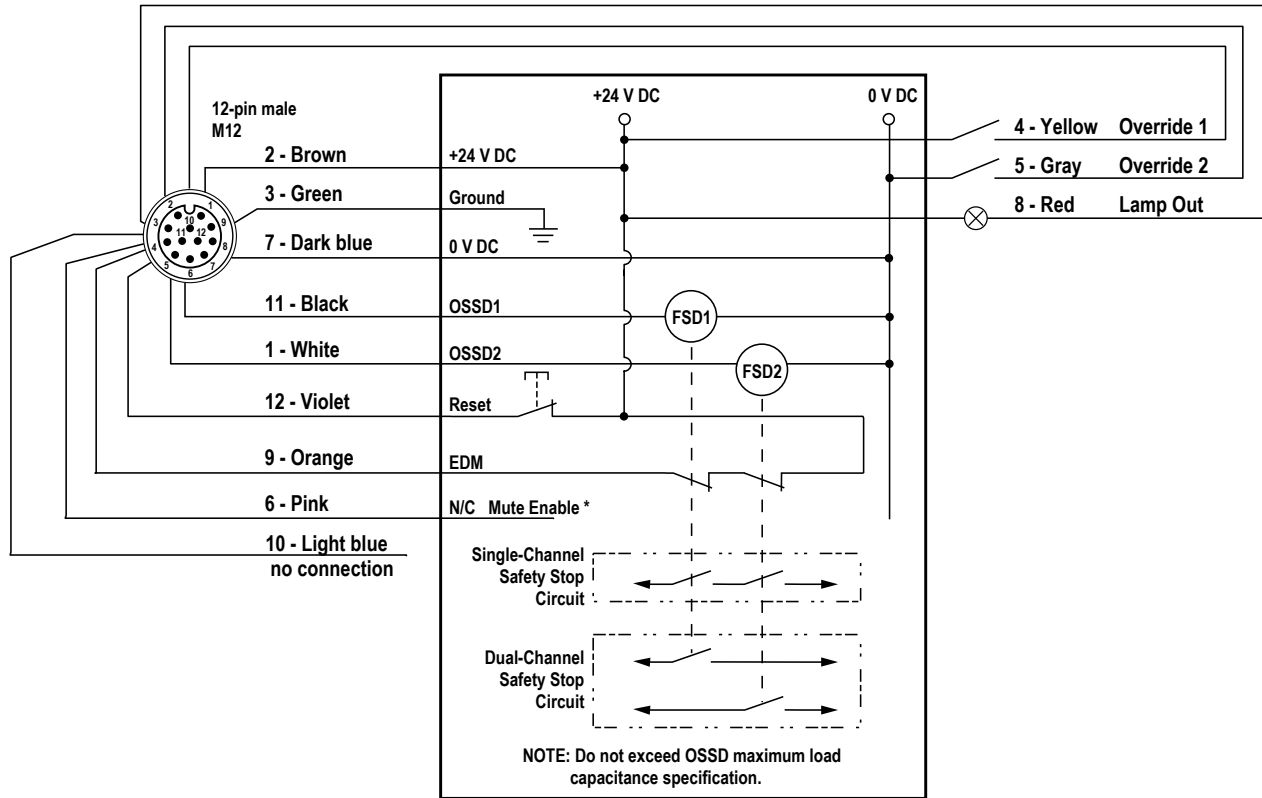 +24 V DC
0 V DC
12-pin male
M12
4 - Yellow Override 1
5 - Gray Override 2
8 - Red Lamp Out
2 - Brown
+24 V DC
3 - Green
Ground
7 - Dark blue
0 V DC
2
1
3
10
9
11
12
4
8
5
7
6
11 - Black
OSSD1
FSD1
1 - White
OSSD2
FSD2
12 - Violet
Reset
9 - Orange
EDM
6 - Pink
N/C Mute Enable *
10 - Light blue
no connection
Single-Channel
Safety Stop
Circuit
Dual-Channel
Safety Stop
Circuit
NOTE: Do not exceed OSSD maximum load
capacitance specification.